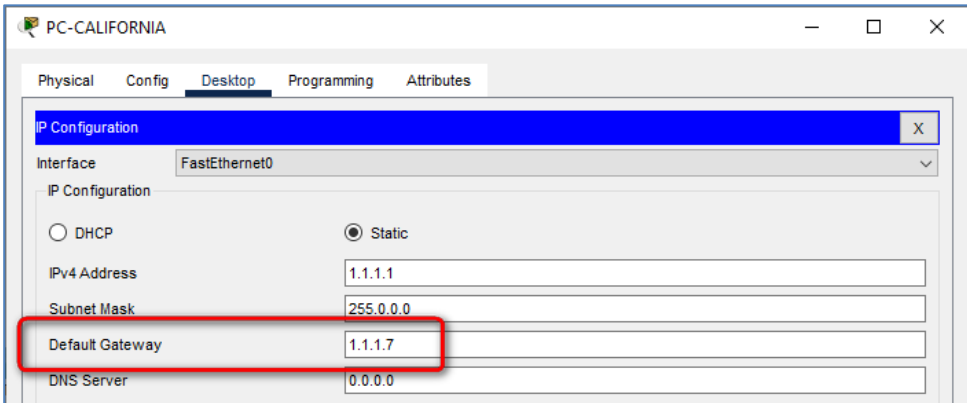 PC-CALIFORNIA
Physical Config Desktop Programming Attributes
IP Configuration X
Interface FastEthernet0
IP Configuration
DHCP Static
IPv4 Address 1.1.1.1
Subnet Mask 255.0.0.0
Default Gateway 1.1.1.7
DNS Server 0.0.0.0